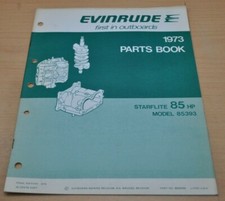 EVINRUDE
first in outboards
1973
PARTS BOOK
STARFLITE 85 HP
MODEL 85393